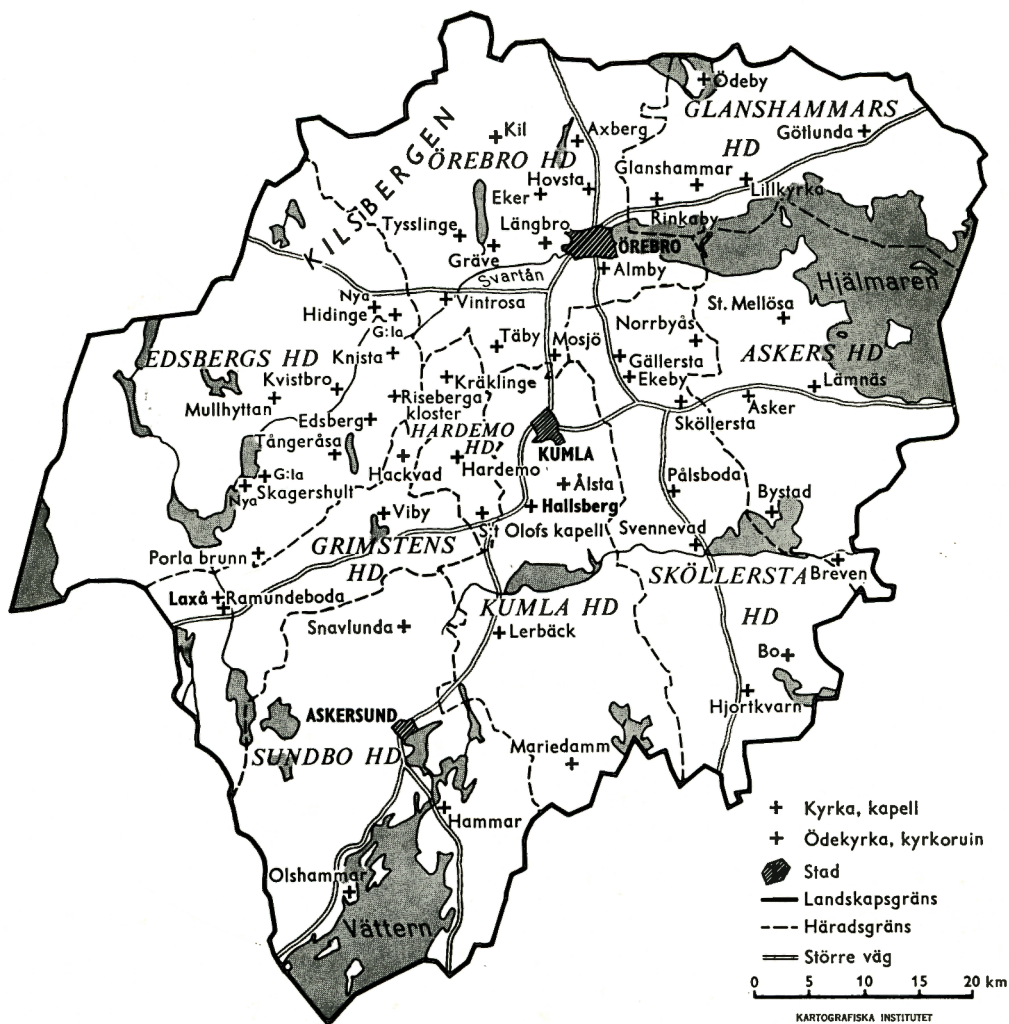 Ödeby
GLANSHAMMARS
HD
Götlunda
KILSBERGEN
Kil
Axberg
ÖREBRO HD
Glanshammar
Hovsta
Eker
Lillkyrka
Rinkaby
Tysslinge
Längbro
ÖREBRO
Gräve
Almby
Svartån
Hjälmaren
Nya
Vintrosa
Hidinge
G:la
St. Mellösa
Norrbyås
Täby
Mosjö
EDSBERGS HD
Knista
Gällersta
ASKERS HD
Kvistbro
Kräklinge
Ekeby
Lämnäs
Mullhyttan
Riseberga
kloster
Asker
Edsberg
HARDEMO
HD
Sköllersta
Tångeråsa
KUMLA
Hackvad
Hardemo
G:la
Ålsta
Pålsboda
Nya
Skagershult
Hallsberg
Bystad
Viby
S:t Olofs kapell
Svennevad
Porla brunn
GRIMSTENS
HD
SKÖLLERSTA
HD
Breven
Laxå
Ramundeboda
KUMLA HD
Snavlunda
Lerbäck
Bo
Hjortkvarn
ASKERSUND
SUNDBO HD
Mariedamm
Hammar
Olshammar
Vättern
Kyrka, kapell
Ödekyrka, kyrkoruin
Stad
Landskapsgräns
Häradsgräns
Större väg
0 5 10 15 20 km
KARTOGRAFISKA INSTITUTET